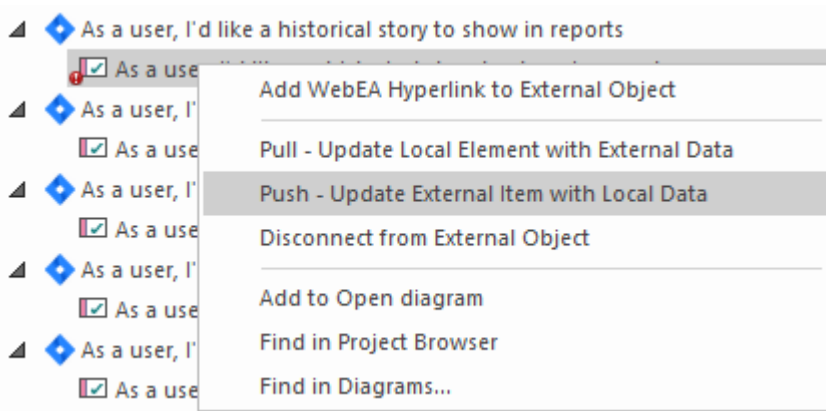 As a user, I'd like a historical story to show in reports
As a use
Add WebEA Hyperlink to External Object
As a user, I'
As a use
Pull - Update Local Element with External Data
As a user, I'
Push - Update External Item with Local Data
As a use
Disconnect from External Object
As a user, I'
As a use
Add to Open diagram
As a user, I'
Find in Project Browser
As a use
Find in Diagrams...